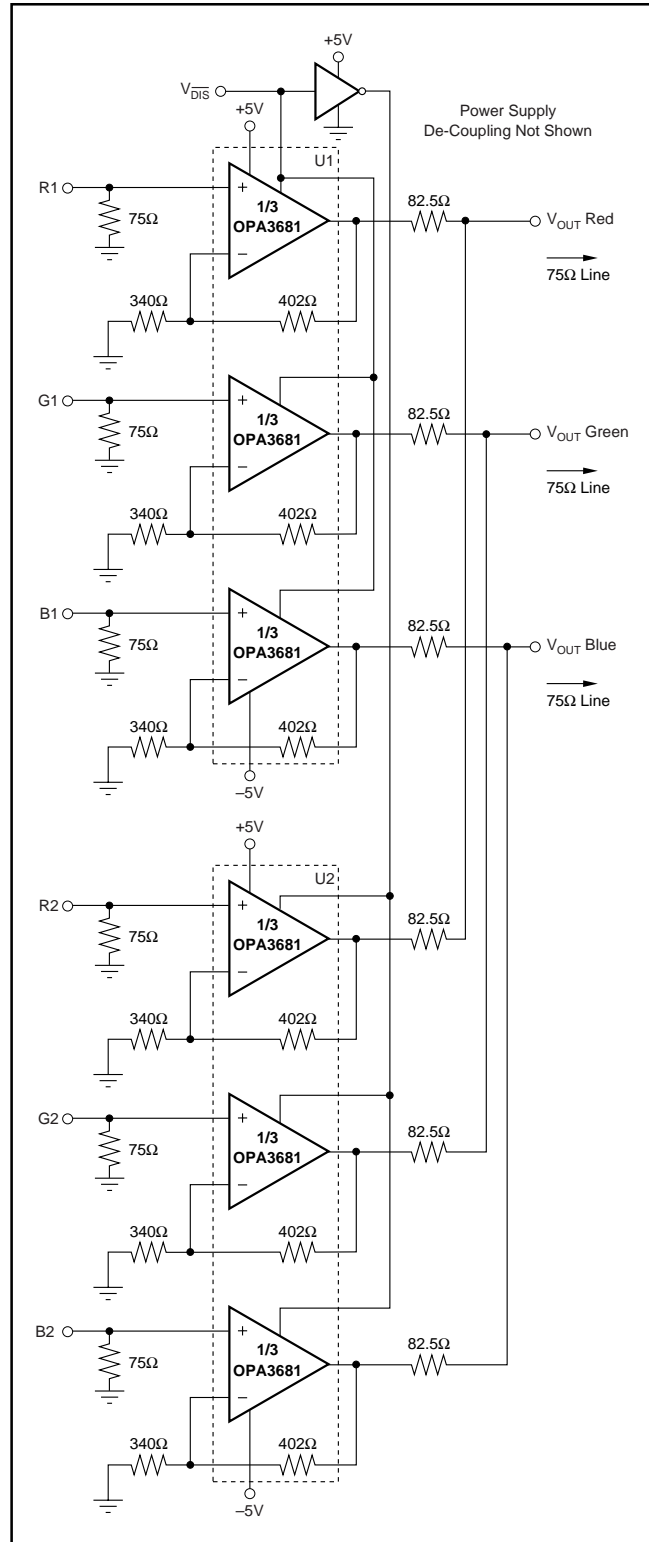 +5V
V_DIS̅
+5V
Power Supply
De-Coupling Not Shown
U1
R1
+
1/3
OPA3681
−
75Ω
82.5Ω
V_OUT Red
75Ω Line
340Ω
402Ω
G1
+
1/3
OPA3681
−
75Ω
82.5Ω
V_OUT Green
75Ω Line
340Ω
402Ω
B1
+
1/3
OPA3681
−
75Ω
82.5Ω
V_OUT Blue
75Ω Line
340Ω
402Ω
–5V
+5V
U2
R2
+
1/3
OPA3681
−
75Ω
82.5Ω
340Ω
402Ω
G2
+
1/3
OPA3681
−
75Ω
82.5Ω
340Ω
402Ω
B2
+
1/3
OPA3681
−
75Ω
82.5Ω
340Ω
402Ω
–5V